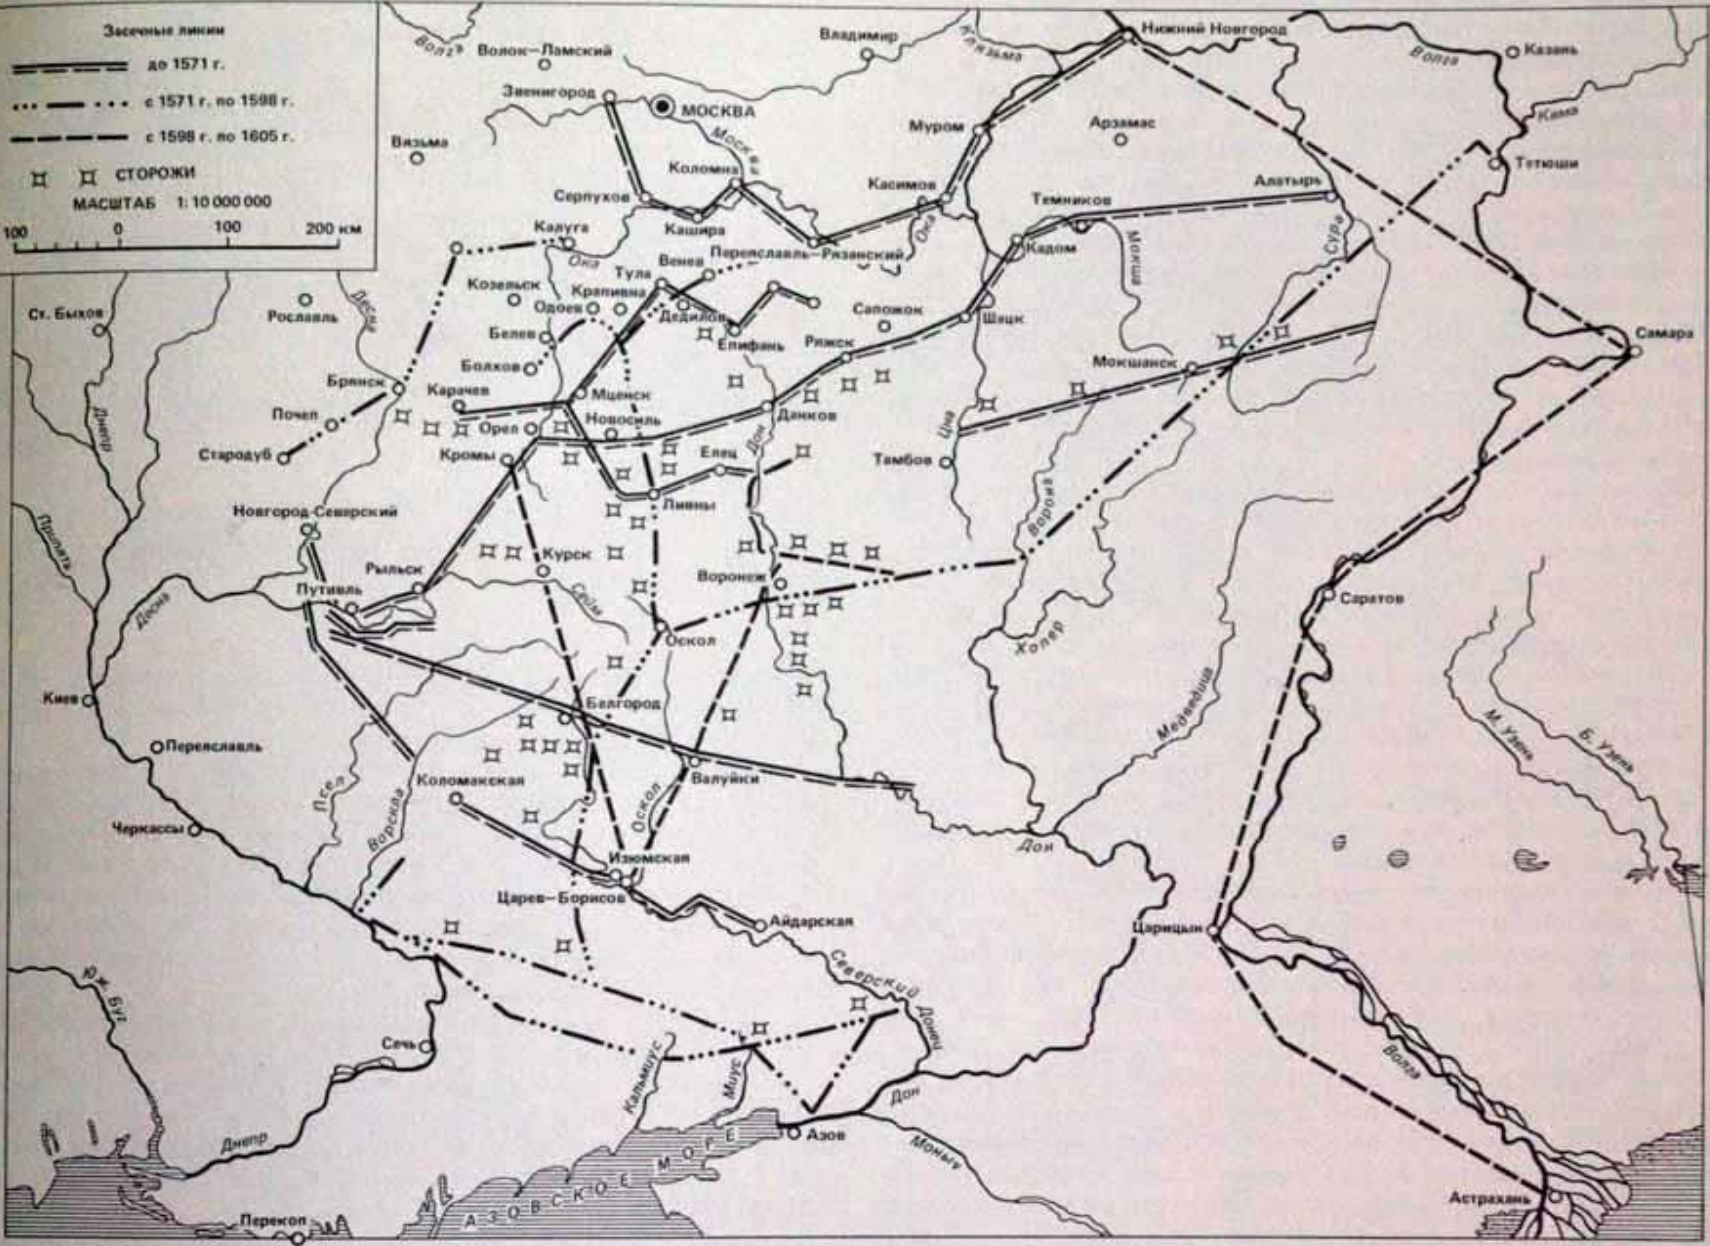 Засечные линии
до 1571 г.
с 1571 г. по 1598 г.
с 1598 г. по 1605 г.
СТОРОЖИ
МАСШТАБ 1:10 000 000
100 0 100 200 км
Волга
Волок-Ламский
Владимир
Клязьма
Нижний Новгород
Волга
Казань
Звенигород
МОСКВА
Москва
Муром
Арзамас
Кама
Вязьма
Тетюши
Коломна
Серпухов
Кашира
Касимов
Ока
Темников
Алатырь
Калуга
Ока
Переяславль-Рязанский
Кадом
Мокша
Сура
Ст. Быхов
Рославль
Десна
Козельск
Тула
Венев
Крапивна
Одоев
Дедилов
Сапожок
Шацк
Самара
Белев
Епифань
Ряжск
Болхов
Мокшанск
Брянск
Карачев
Мценск
Данков
Днепр
Почеп
Орел
Новосиль
Дон
Цна
Стародуб
Кромы
Елец
Тамбов
Ливны
Ворона
Новгород-Северский
Припять
Курск
Воронеж
Рыльск
Путивль
Сейм
Саратов
Десна
Оскол
Хопер
Киев
Белгород
Медведица
М. Узень
Б. Узень
Переяславль
Псел
Коломакская
Валуйки
Оскол
Черкассы
Ворскла
Дон
Изюмская
Царев-Борисов
Айдарская
Царицын
Северский Донец
Юж. Буг
Сечь
Кальмиус
Миус
Волга
Дон
Днепр
Азов
Маныч
АЗОВСКОЕ МОРЕ
Астрахань
Перекоп